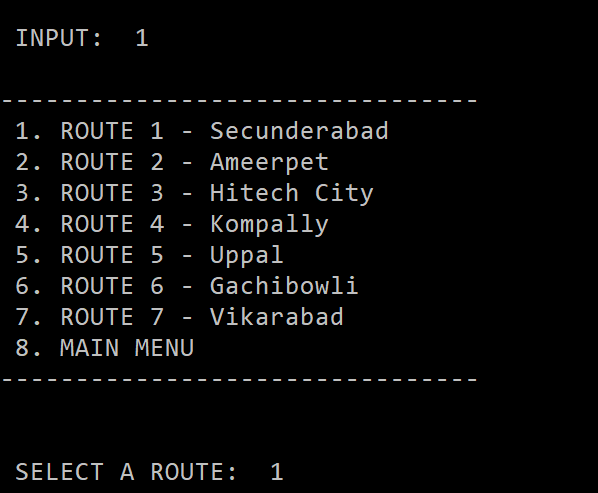 INPUT:  1
--------------------------------
1. ROUTE 1 - Secunderabad
2. ROUTE 2 - Ameerpet
3. ROUTE 3 - Hitech City
4. ROUTE 4 - Kompally
5. ROUTE 5 - Uppal
6. ROUTE 6 - Gachibowli
7. ROUTE 7 - Vikarabad
8. MAIN MENU
--------------------------------
SELECT A ROUTE:  1